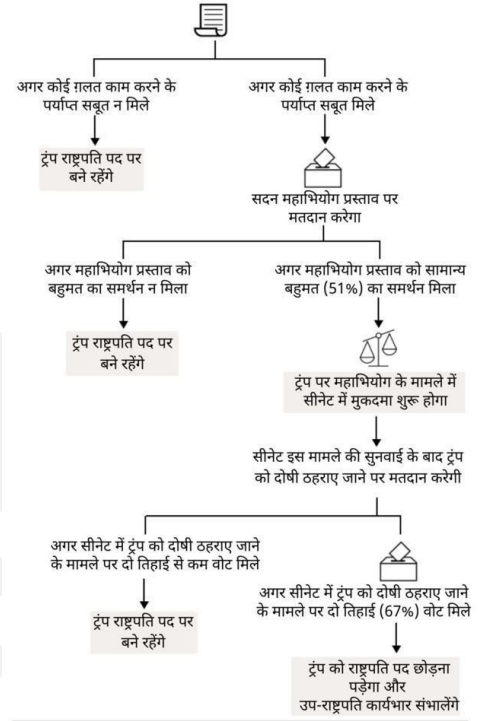 अगर कोई ग़लत काम करने के
पर्याप्त सबूत न मिले
अगर कोई ग़लत काम करने के
पर्याप्त सबूत मिले
ट्रंप राष्ट्रपति पद पर
बने रहेंगे
सदन महाभियोग प्रस्ताव पर
मतदान करेगा
अगर महाभियोग प्रस्ताव को
बहुमत का समर्थन न मिला
अगर महाभियोग प्रस्ताव को सामान्य
बहुमत (51%) का समर्थन मिला
ट्रंप राष्ट्रपति पद पर
बने रहेंगे
ट्रंप पर महाभियोग के मामले में
सीनेट में मुकदमा शुरू होगा
सीनेट इस मामले की सुनवाई के बाद ट्रंप
को दोषी ठहराए जाने पर मतदान करेगी
अगर सीनेट में ट्रंप को दोषी ठहराए जाने
के मामले पर दो तिहाई से कम वोट मिले
ट्रंप राष्ट्रपति पद पर
बने रहेंगे
अगर सीनेट में ट्रंप को दोषी ठहराए जाने
के मामले पर दो तिहाई (67%) वोट मिले
ट्रंप को राष्ट्रपति पद छोड़ना
पड़ेगा और
उप-राष्ट्रपति कार्यभार संभालेंगे